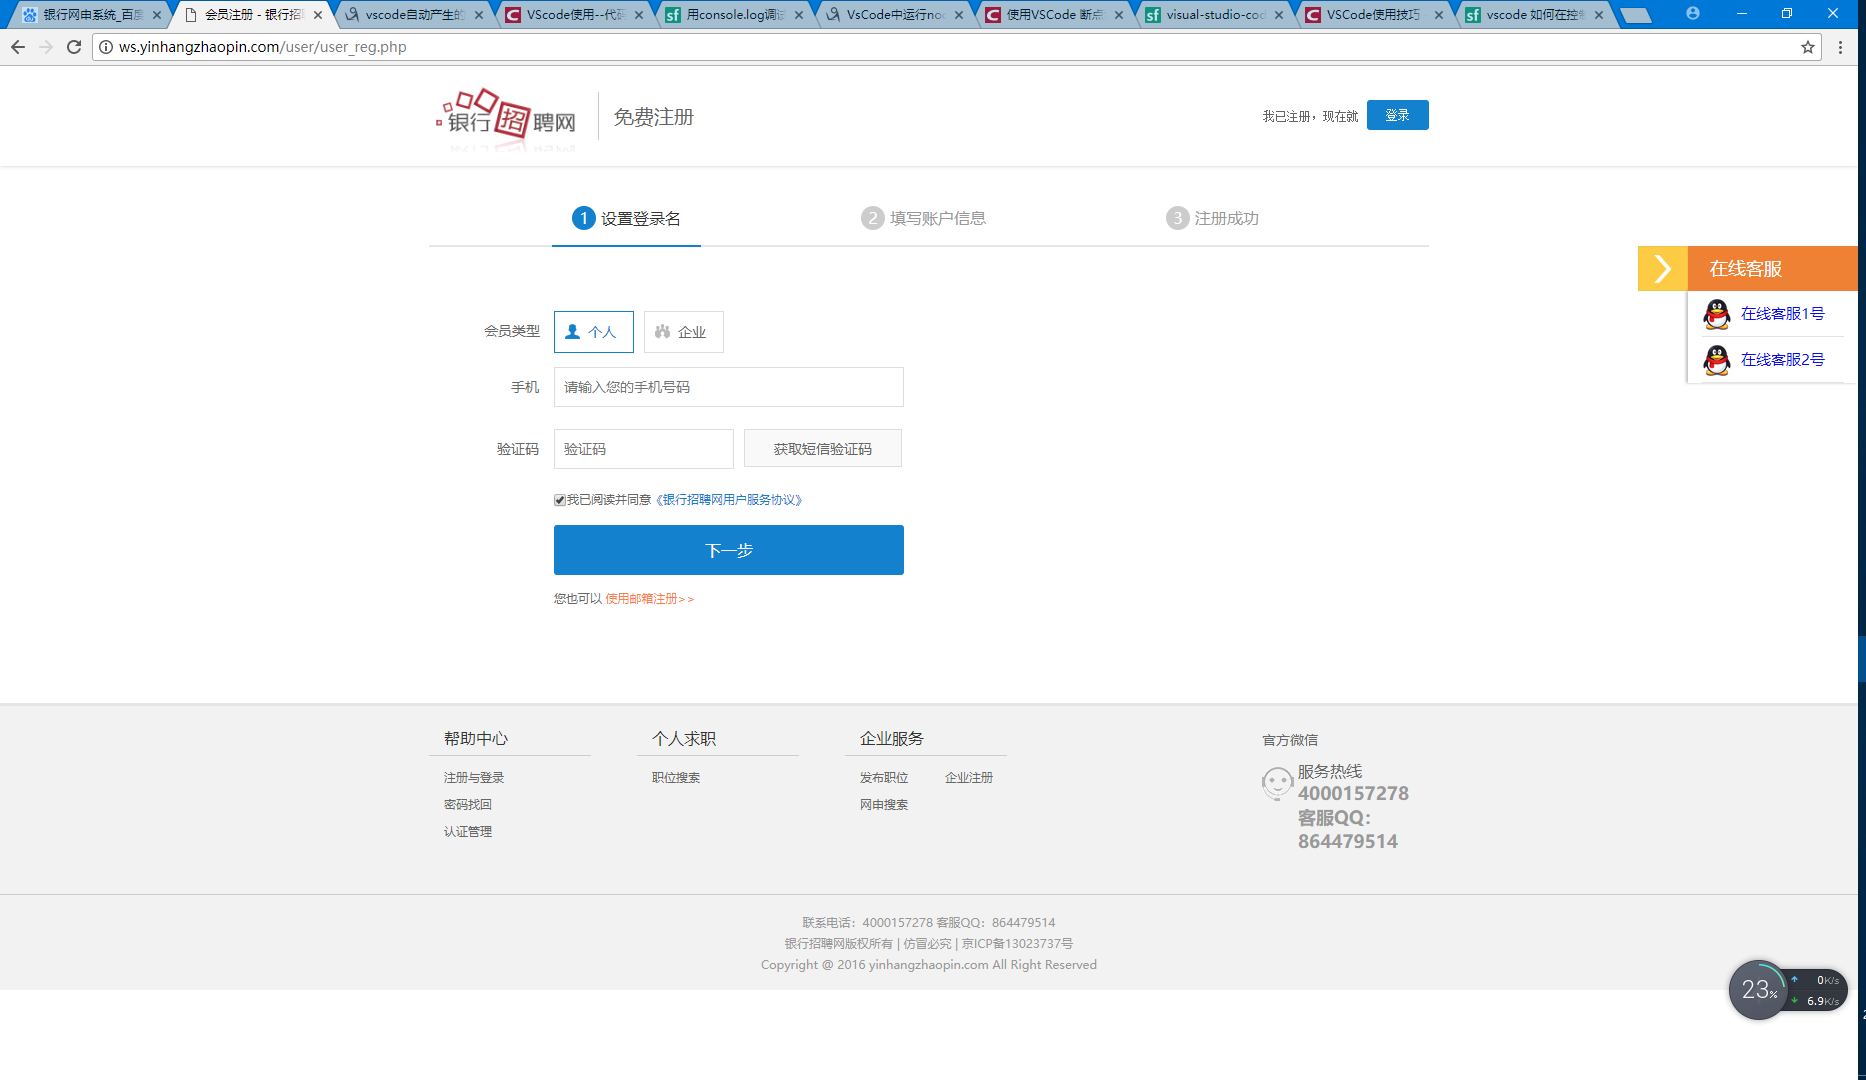 银行网申系统_百度
会员注册 - 银行招
vscode自动产生的
VScode使用--代码
用console.log调试
VsCode中运行noc
使用VSCode 断点
visual-studio-cod
VSCode使用技巧
vscode 如何在控制
ws.yinhangzhaopin.com/user/user_reg.php
银行招聘网
免费注册
我已注册，现在就
登录
1 设置登录名
2 填写账户信息
3 注册成功
在线客服
在线客服1号
在线客服2号
会员类型
个人
企业
手机
请输入您的手机号码
验证码
验证码
获取短信验证码
我已阅读并同意《银行招聘网用户服务协议》
下一步
您也可以 使用邮箱注册>>
帮助中心
注册与登录
密码找回
认证管理
个人求职
职位搜索
企业服务
发布职位 企业注册
网申搜索
官方微信
服务热线
4000157278
客服QQ：
864479514
联系电话：4000157278 客服QQ：864479514
银行招聘网版权所有 | 仿冒必究 | 京ICP备13023737号
Copyright @ 2016 yinhangzhaopin.com All Right Reserved
23%
0K/s
6.9K/s